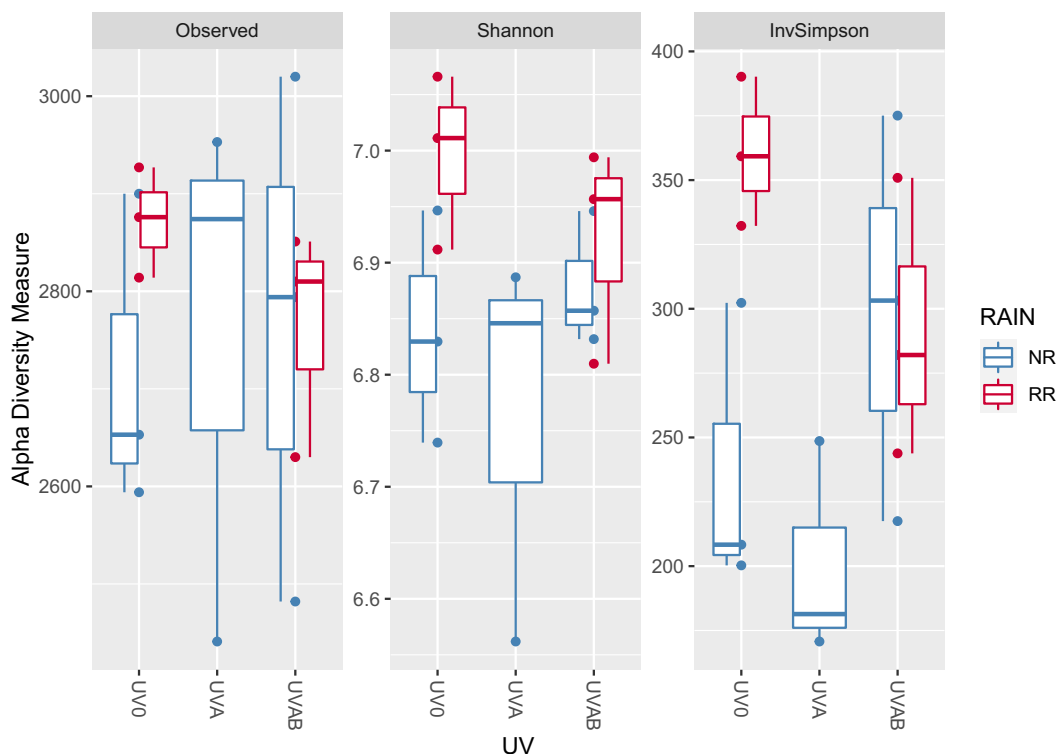 Observed
Shannon
InvSimpson
Alpha Diversity Measure
3000
2800
2600
7.0
6.9
6.8
6.7
6.6
400
350
300
250
200
UV0
UVA
UVAB
UV0
UVA
UVAB
UV0
UVA
UVAB
UV
RAIN
NR
RR